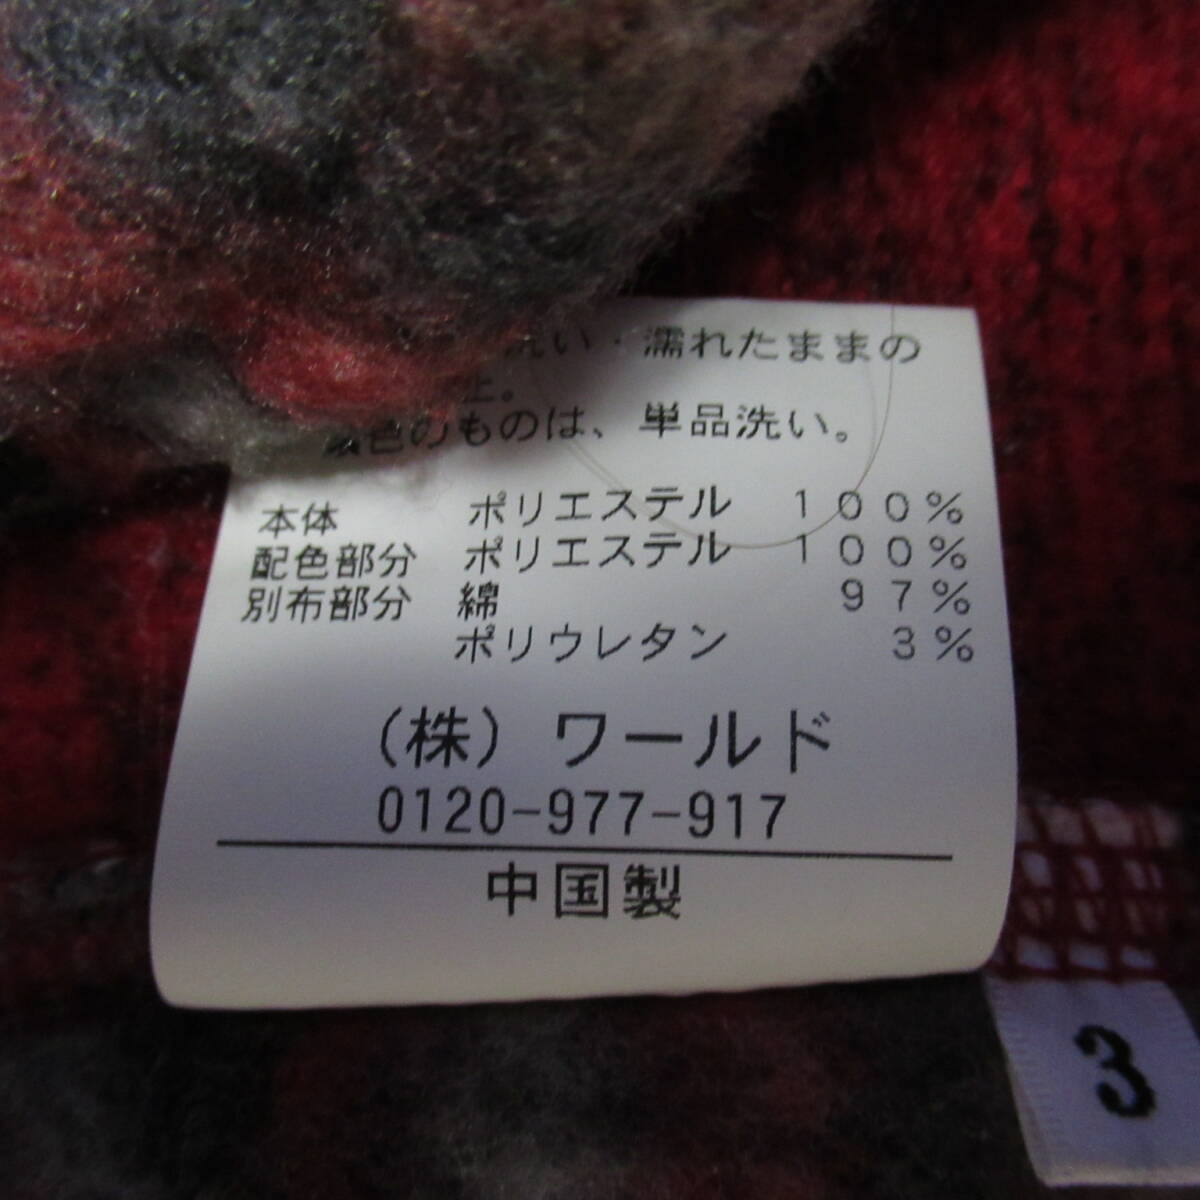 洗い・濡れたままの
止。
色のものは、単品洗い。
本体 ポリエステル 100%
配色部分 ポリエステル 100%
別布部分 綿 97%
ポリウレタン 3%
(株)ワールド
0120-977-917
中国製
3